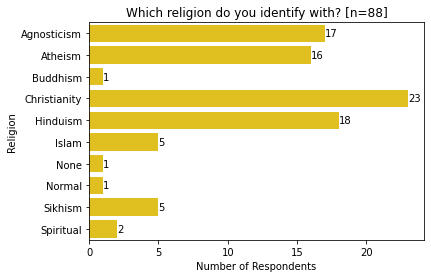 Which religion do you identify with? [n=88]
Religion
Agnosticism 17
Atheism 16
Buddhism 1
Christianity 23
Hinduism 18
Islam 5
None 1
Normal 1
Sikhism 5
Spiritual 2
0 5 10 15 20
Number of Respondents